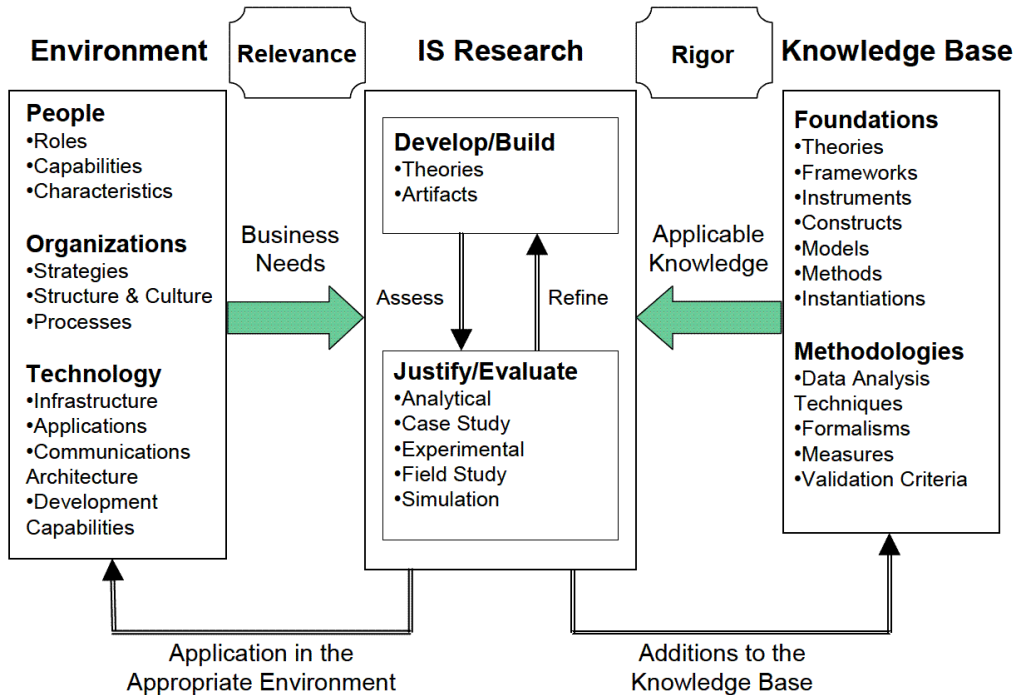 Environment
Relevance
IS Research
Rigor
Knowledge Base
People
•Roles
•Capabilities
•Characteristics
Organizations
•Strategies
•Structure & Culture
•Processes
Technology
•Infrastructure
•Applications
•Communications
Architecture
•Development
Capabilities
Business
Needs
Develop/Build
•Theories
•Artifacts
Assess
Refine
Justify/Evaluate
•Analytical
•Case Study
•Experimental
•Field Study
•Simulation
Applicable
Knowledge
Foundations
•Theories
•Frameworks
•Instruments
•Constructs
•Models
•Methods
•Instantiations
Methodologies
•Data Analysis
Techniques
•Formalisms
•Measures
•Validation Criteria
Application in the
Appropriate Environment
Additions to the
Knowledge Base